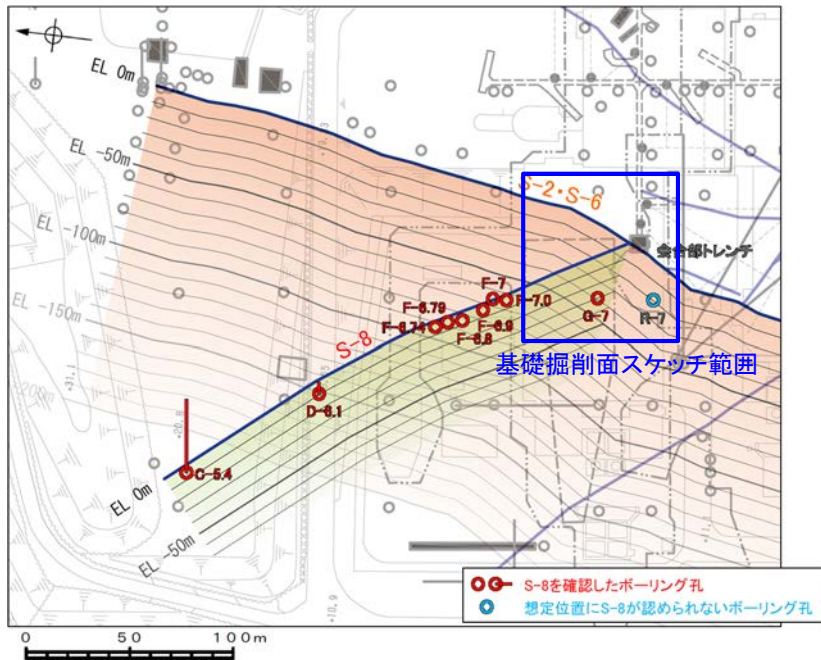 EL 0m
EL -50m
EL -100m
EL -150m
S-2・S-6
会合部トレンチ
F-7
F-7.0
F-6.79
F-6.74
F-6.9
F-6.8
G-7
R-7
基礎掘削面スケッチ範囲
S-8
D-6.1
C-5.4
EL 0m
EL -50m
S-8を確認したボーリング孔
想定位置にS-8が認められないボーリング孔
0 50 100m